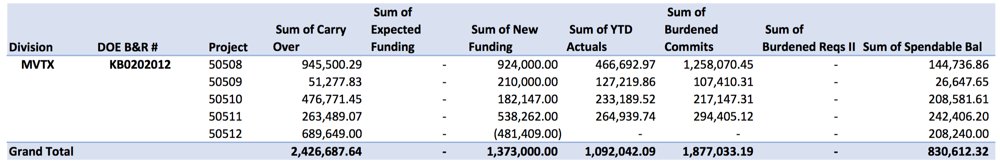 Division DOE B&R # Project Sum of Carry Over Sum of Expected Funding Sum of New Funding Sum of YTD Actuals Sum of Burdened Commits Sum of Burdened Reqs II Sum of Spendable Bal
MVTX KB0202012 50508 945,500.29 - 924,000.00 466,692.97 1,258,070.45 - 144,736.86
50509 51,277.83 - 210,000.00 127,219.86 107,410.31 - 26,647.65
50510 476,771.45 - 182,147.00 233,189.52 217,147.31 - 208,581.61
50511 263,489.07 - 538,262.00 264,939.74 294,405.12 - 242,406.20
50512 689,649.00 - (481,409.00) - - - 208,240.00
Grand Total 2,426,687.64 - 1,373,000.00 1,092,042.09 1,877,033.19 - 830,612.32